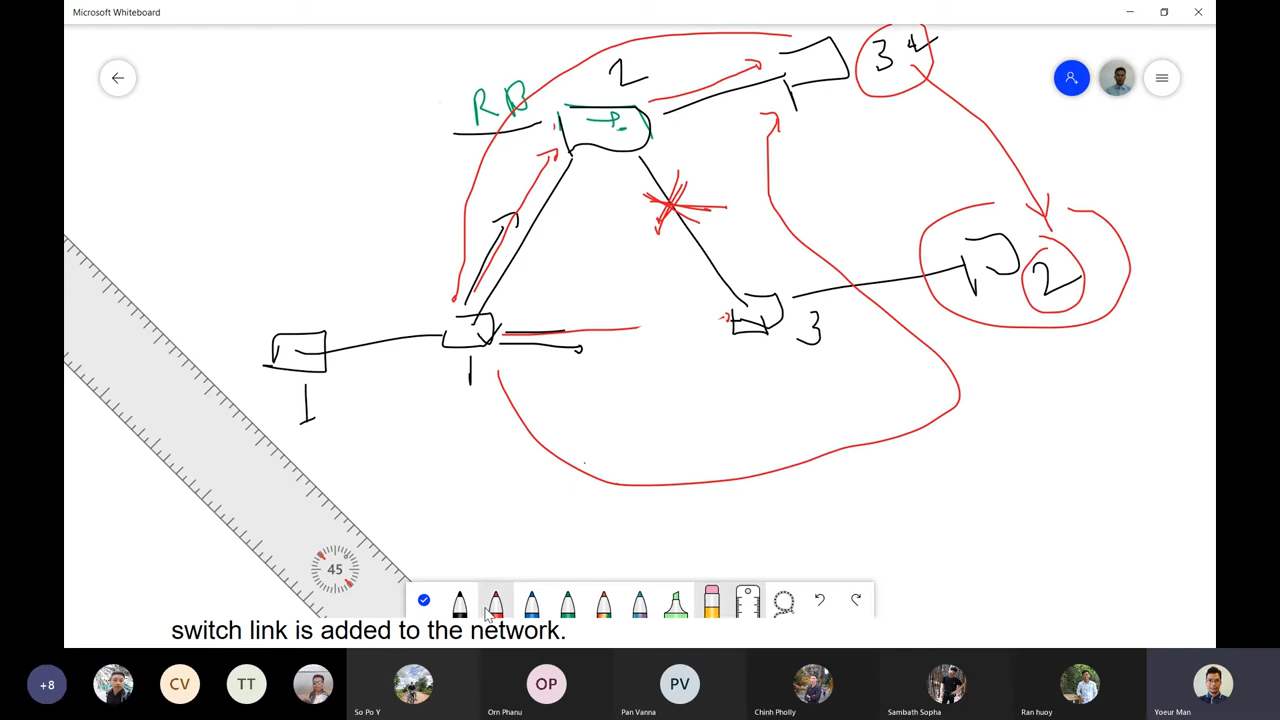 Microsoft Whiteboard
2
3
RB
2
3
1
1
45
switch link is added to the network.
+8
CV
TT
OP
PV
So Po Y
Orn Phanu
Pan Vanna
Chinh Pholly
Sambath Sopha
Ran huoy
Yoeur Man